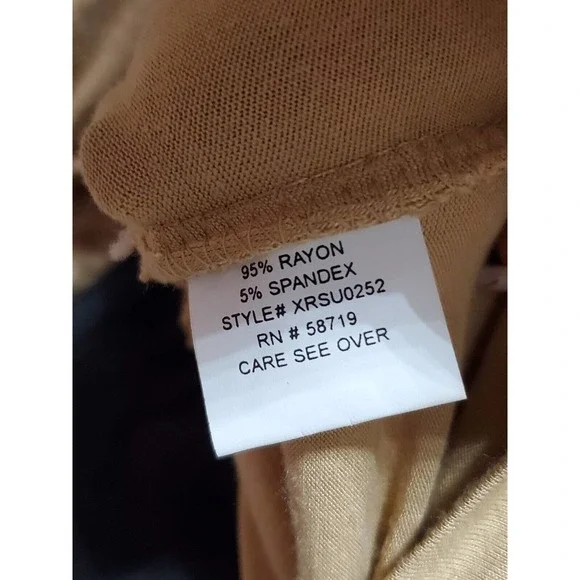 95% RAYON
5% SPANDEX
STYLE# XRSU0252
RN # 58719
CARE SEE OVER